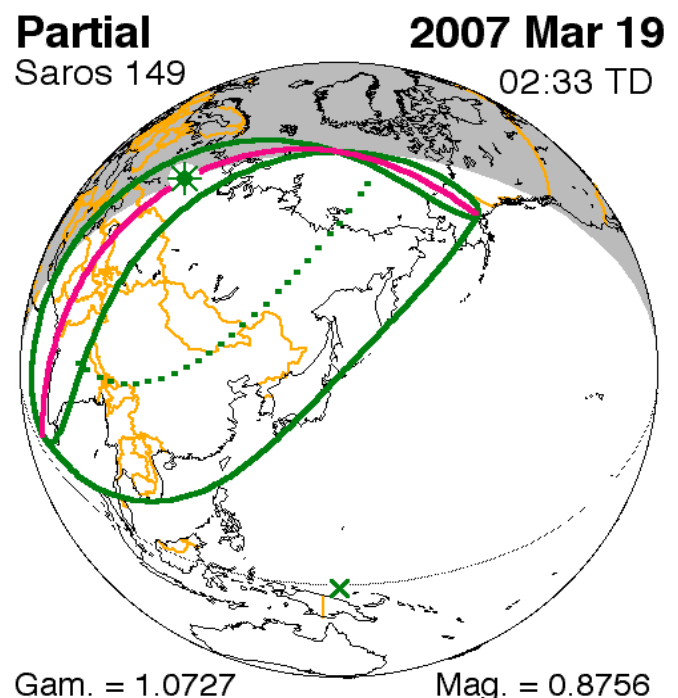 Partial 2007 Mar 19
Saros 149 02:33 TD
Gam. = 1.0727 Mag. = 0.8756